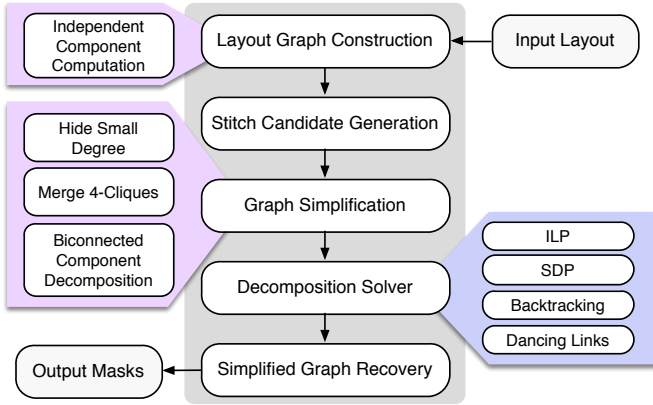 Independent
Component
Computation
Layout Graph Construction
Input Layout
Stitch Candidate Generation
Hide Small
Degree
Merge 4-Cliques
Biconnected
Component
Decomposition
Graph Simplification
Decomposition Solver
ILP
SDP
Backtracking
Dancing Links
Output Masks
Simplified Graph Recovery